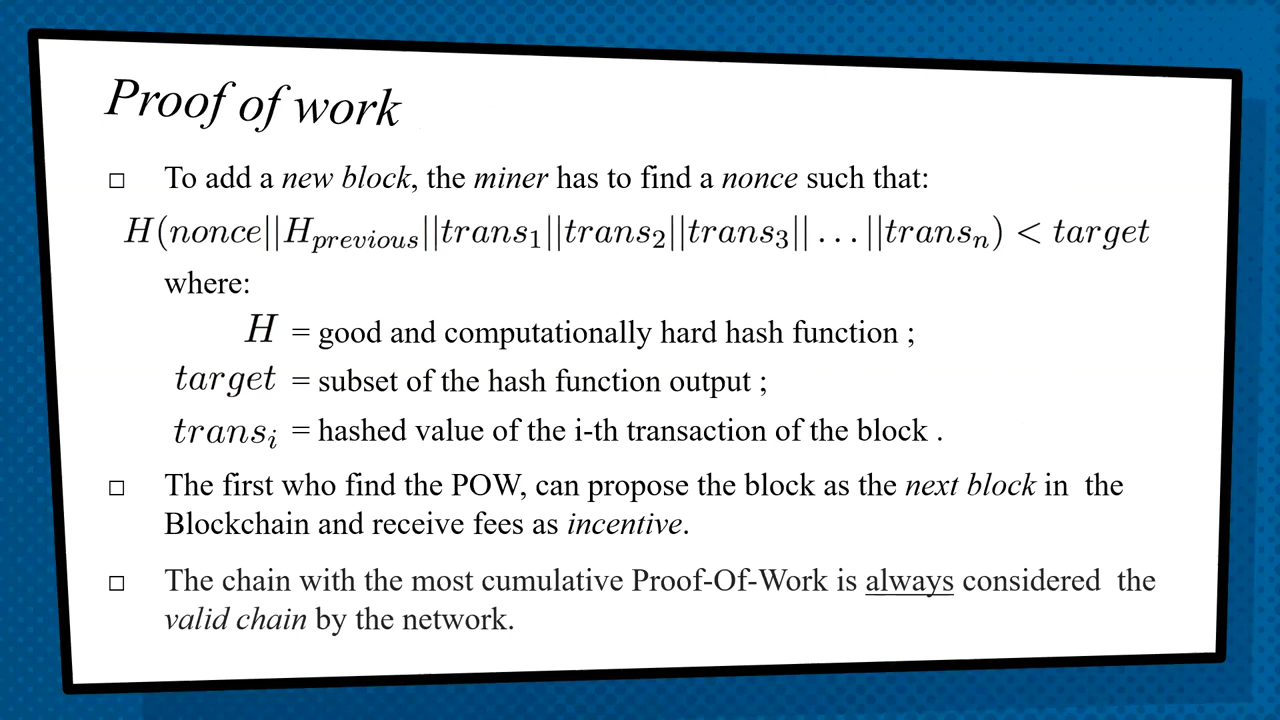 Proof of work
□ To add a new block, the miner has to find a nonce such that:
H(nonce||H_previous||trans_1||trans_2||trans_3||...||trans_n) < target
where:
H = good and computationally hard hash function ;
target = subset of the hash function output ;
trans_i = hashed value of the i-th transaction of the block .
□ The first who find the POW, can propose the block as the next block in the
Blockchain and receive fees as incentive.
□ The chain with the most cumulative Proof-Of-Work is always considered the
valid chain by the network.